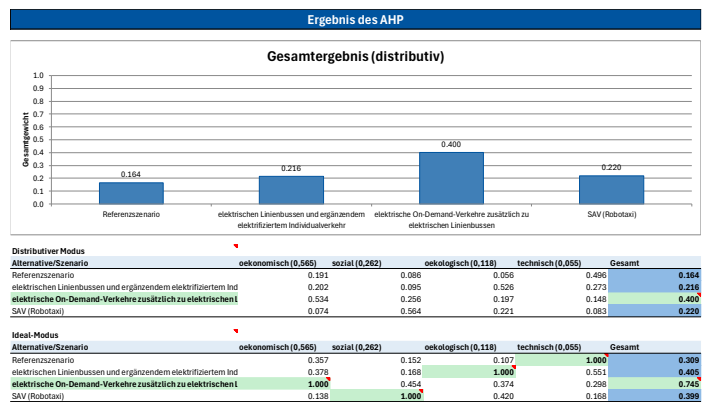 Ergebnis des AHP
Gesamtergebnis (distributiv)
Gesamtgewicht
1.0
0.9
0.8
0.7
0.6
0.5
0.4
0.3
0.2
0.1
0.0
0.164
0.216
0.400
0.220
Referenzszenario
elektrischen Linienbussen und ergänzendem
elektrifiziertem Individualverkehr
elektrische On-Demand-Verkehre zusätzlich zu
elektrischen Linienbussen
SAV (Robotaxi)
Distributiver Modus
Alternative/Szenario oekonomisch (0,565) sozial (0,262) oekologisch (0,118) technisch (0,055) Gesamt
Referenzszenario 0.191 0.086 0.056 0.496 0.164
elektrischen Linienbussen und ergänzendem elektrifiziertem Ind 0.202 0.095 0.526 0.273 0.216
elektrische On-Demand-Verkehre zusätzlich zu elektrischen L 0.534 0.256 0.197 0.148 0.400
SAV (Robotaxi) 0.074 0.564 0.221 0.083 0.220
Ideal-Modus
Alternative/Szenario oekonomisch (0,565) sozial (0,262) oekologisch (0,118) technisch (0,055) Gesamt
Referenzszenario 0.357 0.152 0.107 1.000 0.309
elektrischen Linienbussen und ergänzendem elektrifiziertem Ind 0.378 0.168 1.000 0.551 0.405
elektrische On-Demand-Verkehre zusätzlich zu elektrischen L 1.000 0.454 0.374 0.298 0.745
SAV (Robotaxi) 0.138 1.000 0.420 0.168 0.399